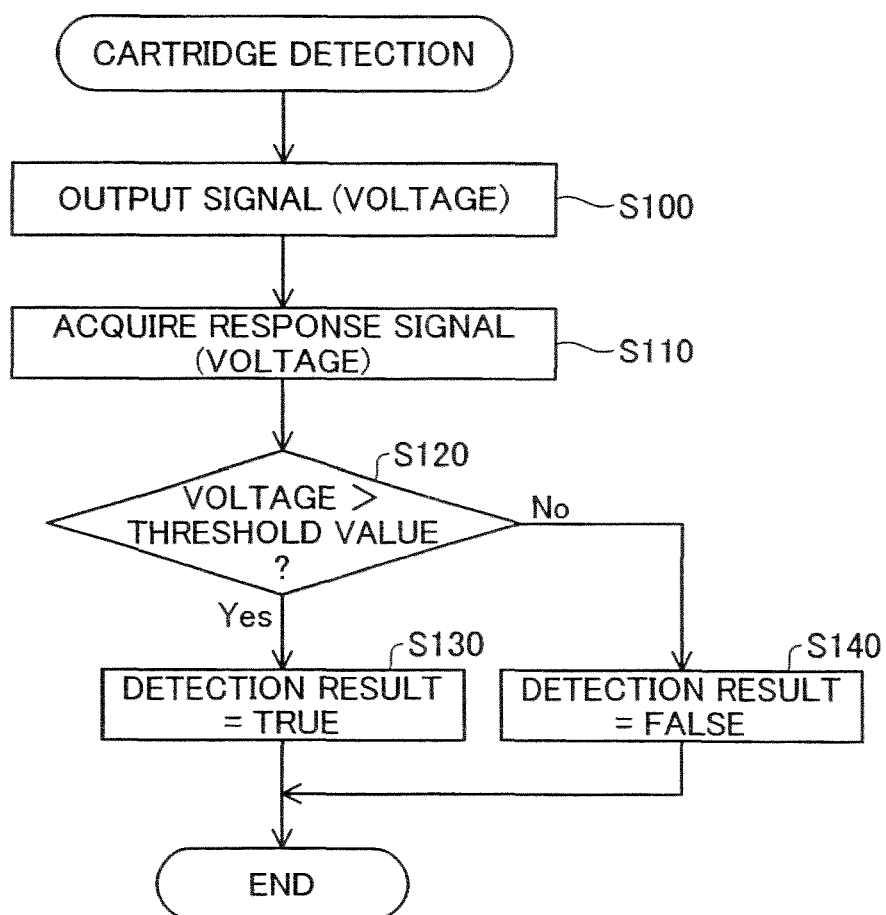 CARTRIDGE DETECTION
OUTPUT SIGNAL (VOLTAGE)
S100
ACQUIRE RESPONSE SIGNAL
(VOLTAGE)
S110
S120
VOLTAGE >
THRESHOLD VALUE
?
No
Yes
S130
DETECTION RESULT
= TRUE
S140
DETECTION RESULT
= FALSE
END